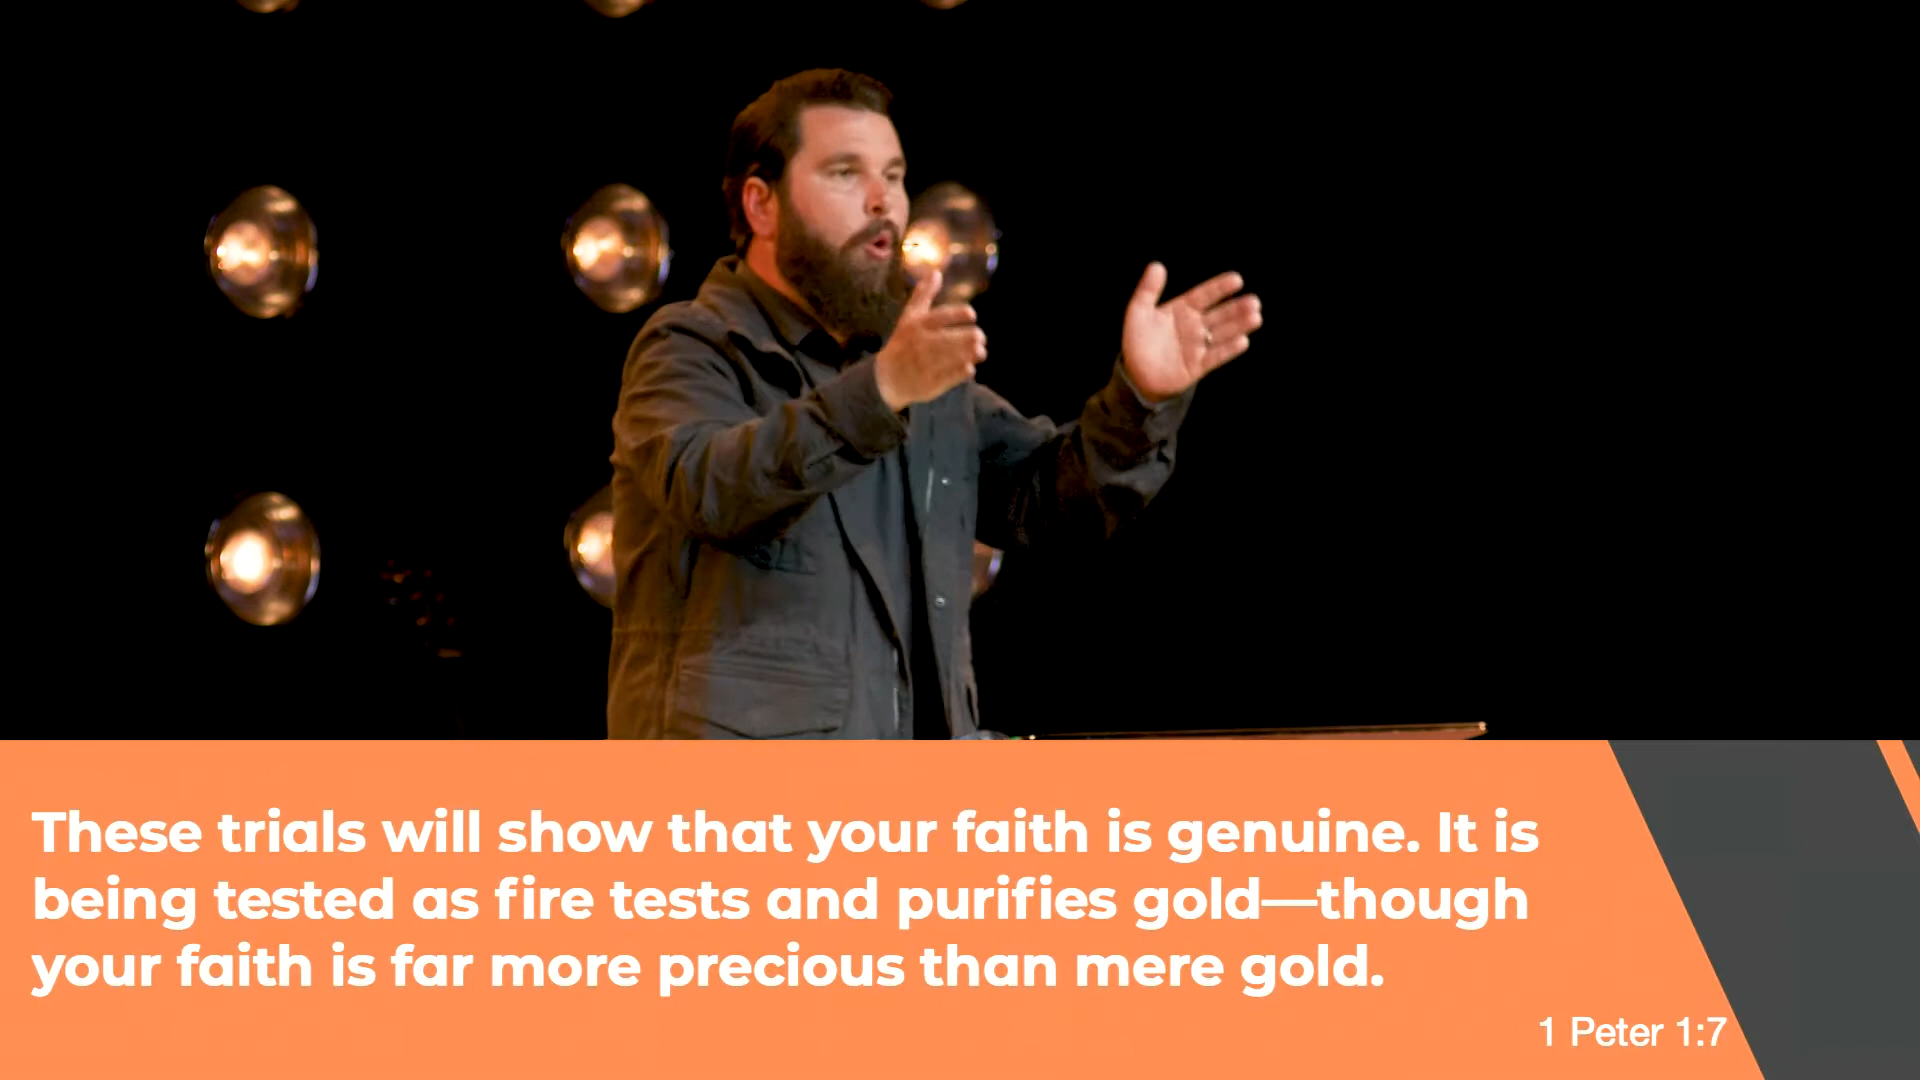 These trials will show that your faith is genuine. It is
being tested as fire tests and purifies gold—though
your faith is far more precious than mere gold.
1 Peter 1:7